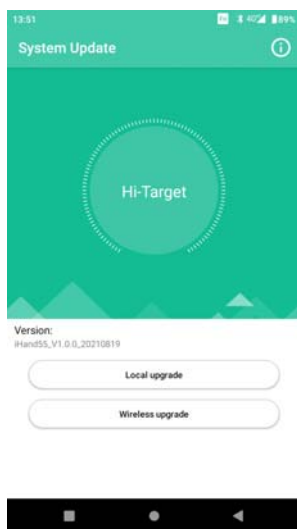 13:51
89%
System Update
Hi-Target
Version:
iHand55_V1.0.0_20210819
Local upgrade
Wireless upgrade